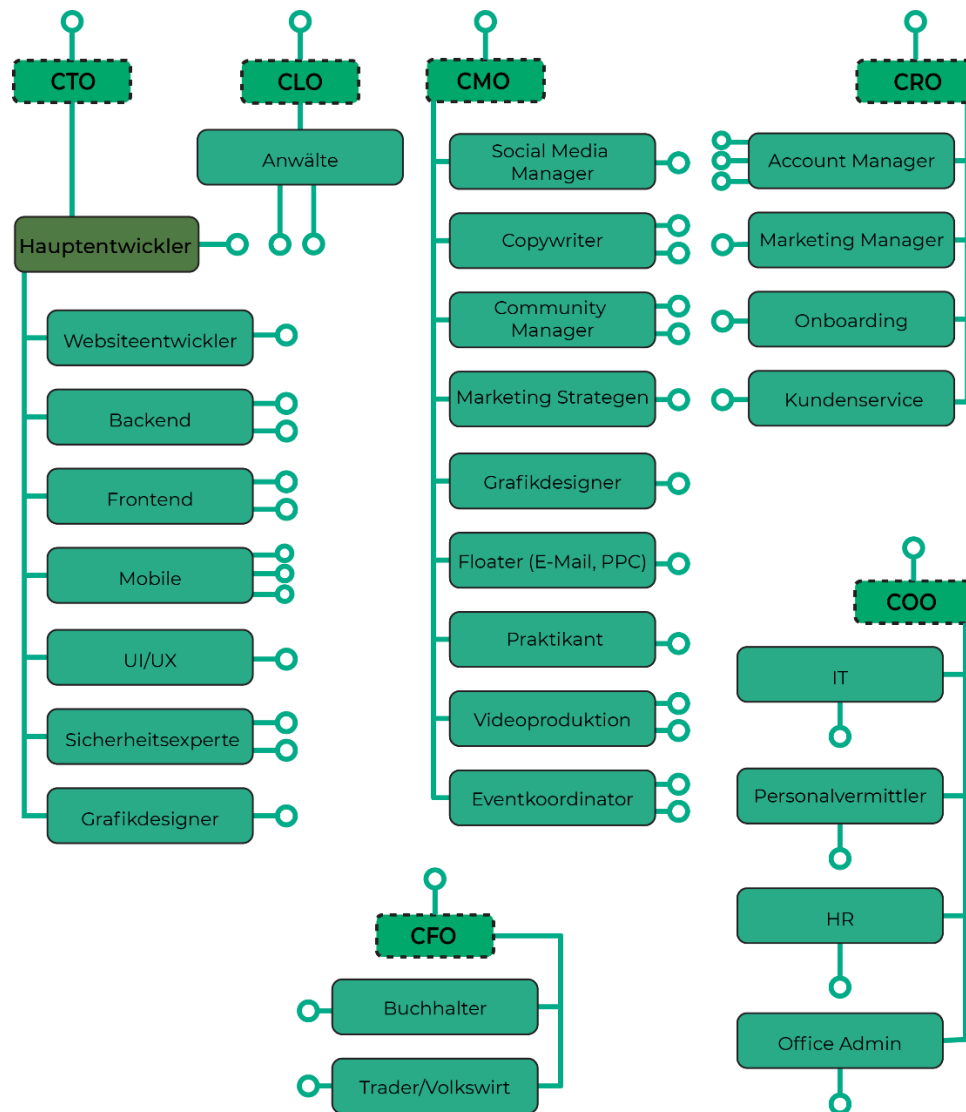 CTO
CLO
CMO
CRO
Anwälte
Hauptentwickler
Websiteentwickler
Backend
Frontend
Mobile
UI/UX
Sicherheitsexperte
Grafikdesigner
Social Media
Manager
Copywriter
Community
Manager
Marketing Strategen
Grafikdesigner
Floater (E-Mail, PPC)
Praktikant
Videoproduktion
Eventkoordinator
Account Manager
Marketing Manager
Onboarding
Kundenservice
COO
IT
Personalvermittler
HR
Office Admin
CFO
Buchhalter
Trader/Volkswirt